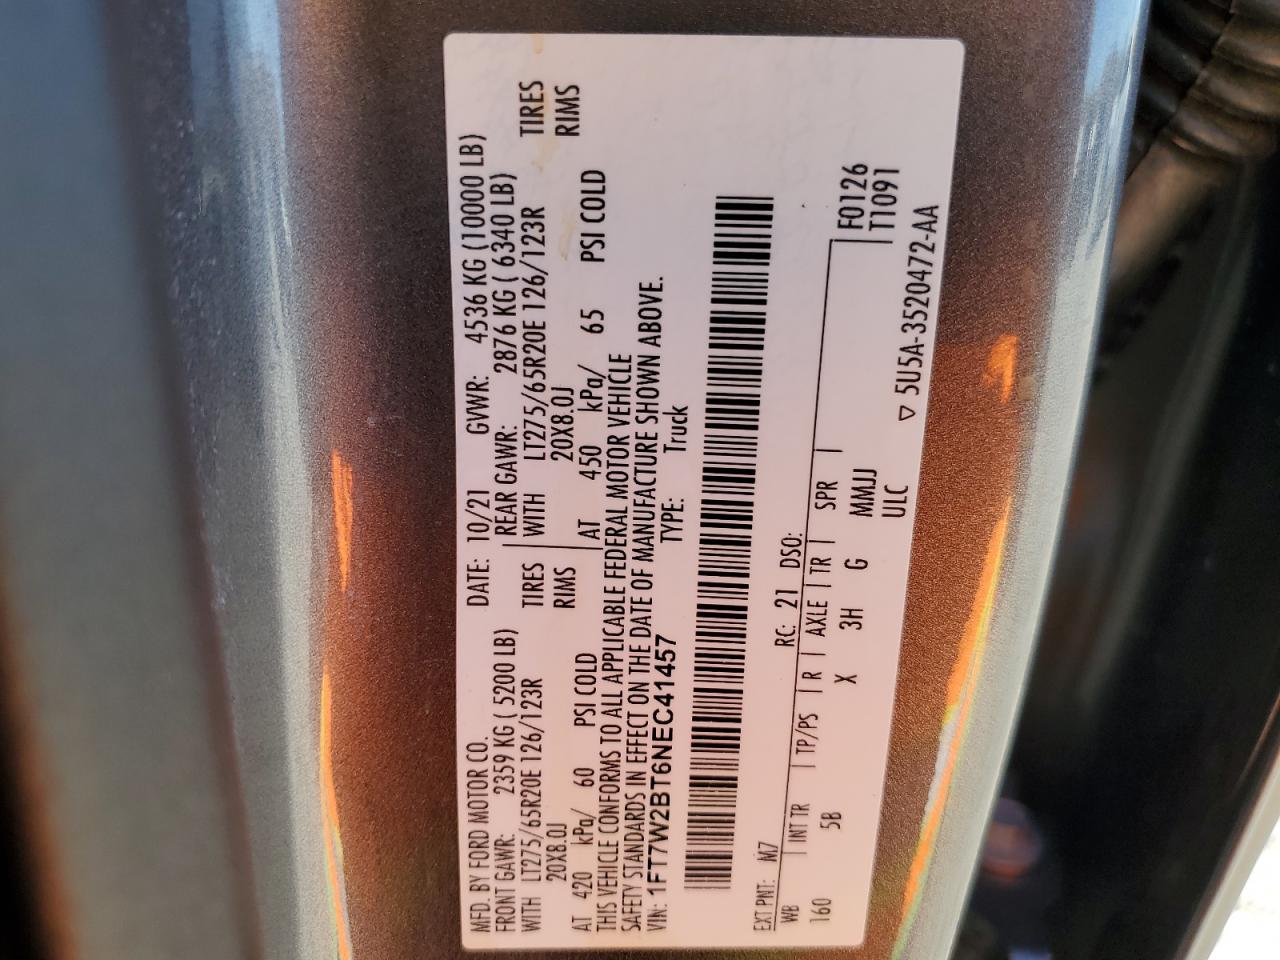 MFD. BY FORD MOTOR CO.
DATE: 10/21 GVWR: 4536 KG (10000 LB)
FRONT GAWR: 2359 KG ( 5200 LB) REAR GAWR: 2876 KG ( 6340 LB)
WITH LT275/65R20E 126/123R TIRES WITH LT275/65R20E 126/123R TIRES
20X8.0J RIMS 20X8.0J RIMS
AT 420 kPa/ 60 PSI COLD AT 450 kPa/ 65 PSI COLD
THIS VEHICLE CONFORMS TO ALL APPLICABLE FEDERAL MOTOR VEHICLE
SAFETY STANDARDS IN EFFECT ON THE DATE OF MANUFACTURE SHOWN ABOVE.
VIN: 1FT7W2BT6NEC41457 TYPE: Truck
EXT PNT: M7 RC: 21 DSO:
WB INT TR TP/PS R AXLE TR SPR F0126
160 5B X 3H G MMJJ T1091
ULC
▽ 5U5A-3520472-AA